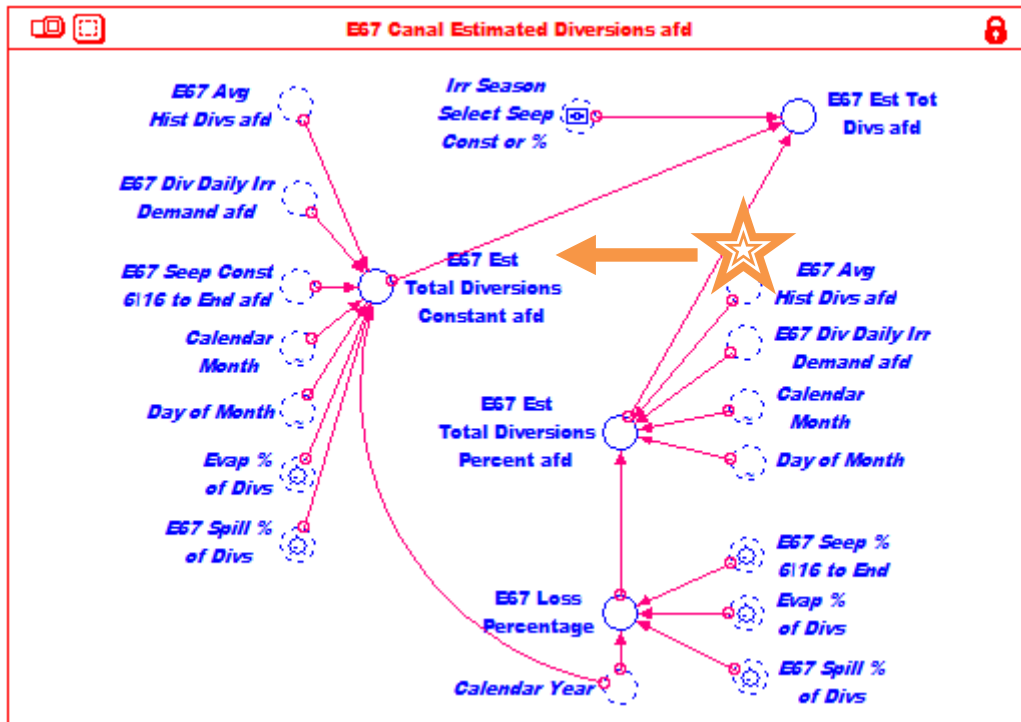 E67 Canal Estimated Diversions afd
E67 Avg
Hist Divs afd
Irr Season
Select Seep
Const or %
E67 Est Tot
Divs afd
E67 Div Daily Irr
Demand afd
E67 Seep Const
6\16 to End afd
Calendar
Month
Day of Month
Evap %
of Divs
E67 Spill %
of Divs
E67 Est
Total Diversions
Constant afd
E67 Avg
Hist Divs afd
E67 Div Daily Irr
Demand afd
Calendar
Month
Day of Month
E67 Est
Total Diversions
Percent afd
E67 Seep %
6\16 to End
Evap %
of Divs
E67 Spill %
of Divs
E67 Loss
Percentage
Calendar Year